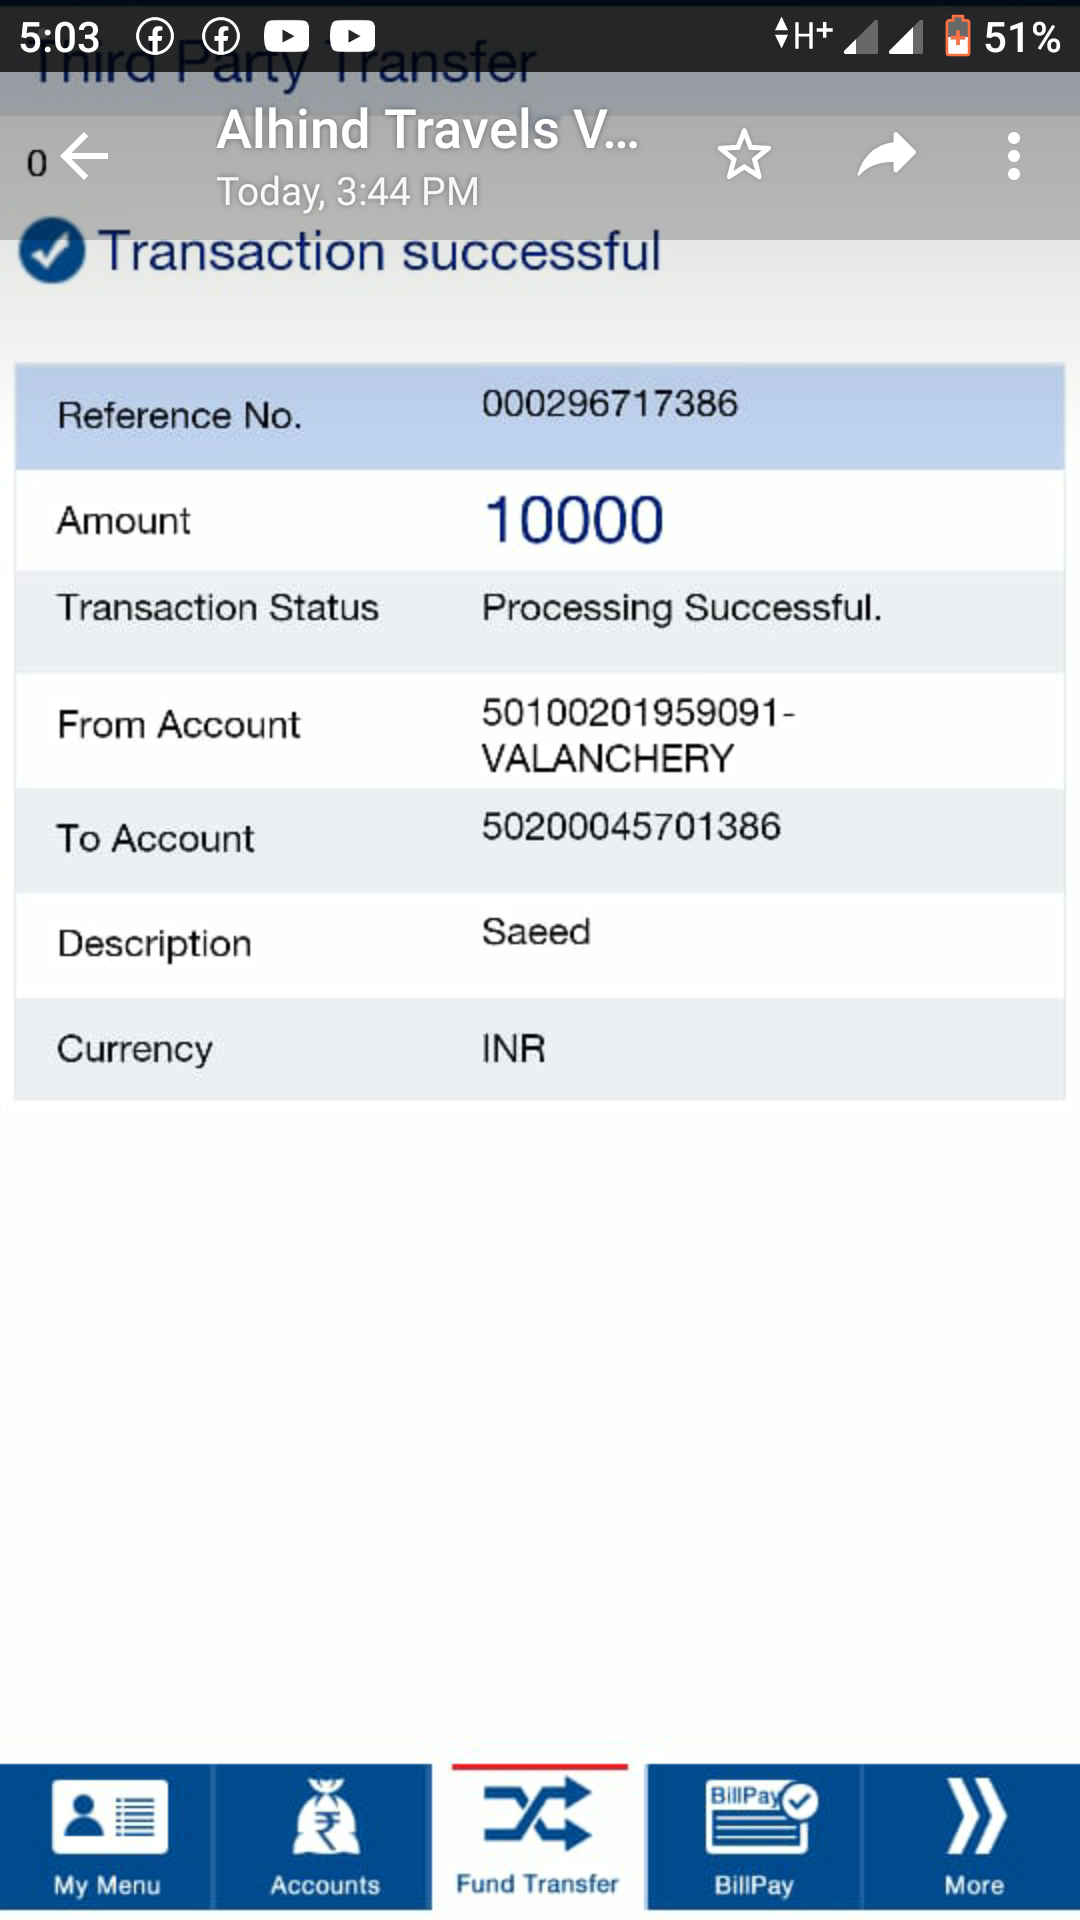 5:03 H+ 51%
Third Party Transfer
Alhind Travels V...
0
Today, 3:44 PM
Transaction successful
Reference No. 000296717386
Amount 10000
Transaction Status Processing Successful.
From Account 50100201959091-
VALANCHERY
To Account 50200045701386
Description Saeed
Currency INR
BillPay
My Menu Accounts Fund Transfer BillPay More